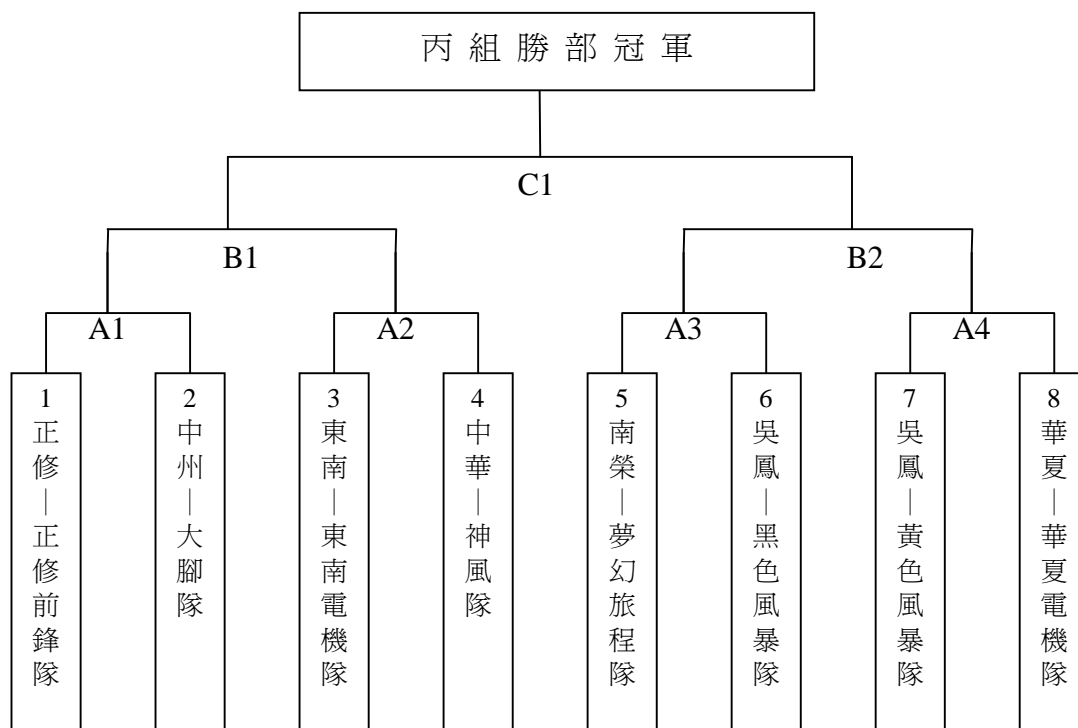 丙組勝部冠軍
C1
B1
B2
A1
A2
A3
A4
1
正修—正修前鋒隊
2
中州—大腳隊
3
東南—東南電機隊
4
中華—神風隊
5
南榮—夢幻旅程隊
6
吳鳳—黑色風暴隊
7
吳鳳—黃色風暴隊
8
華夏—華夏電機隊